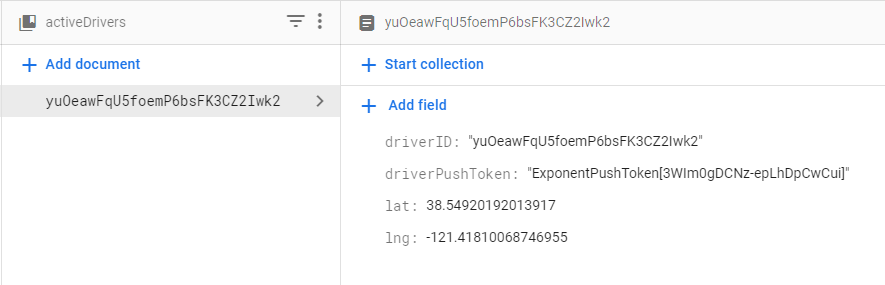 activeDrivers
Add document
yuOeawFqU5foemP6bsFK3CZ2Iwk2
yuOeawFqU5foemP6bsFK3CZ2Iwk2
Start collection
Add field
driverID: "yuOeawFqU5foemP6bsFK3CZ2Iwk2"
driverPushToken: "ExponentPushToken[3WIm0gDCNz-epLhDpCwCui]"
lat: 38.54920192013917
lng: -121.41810068746955